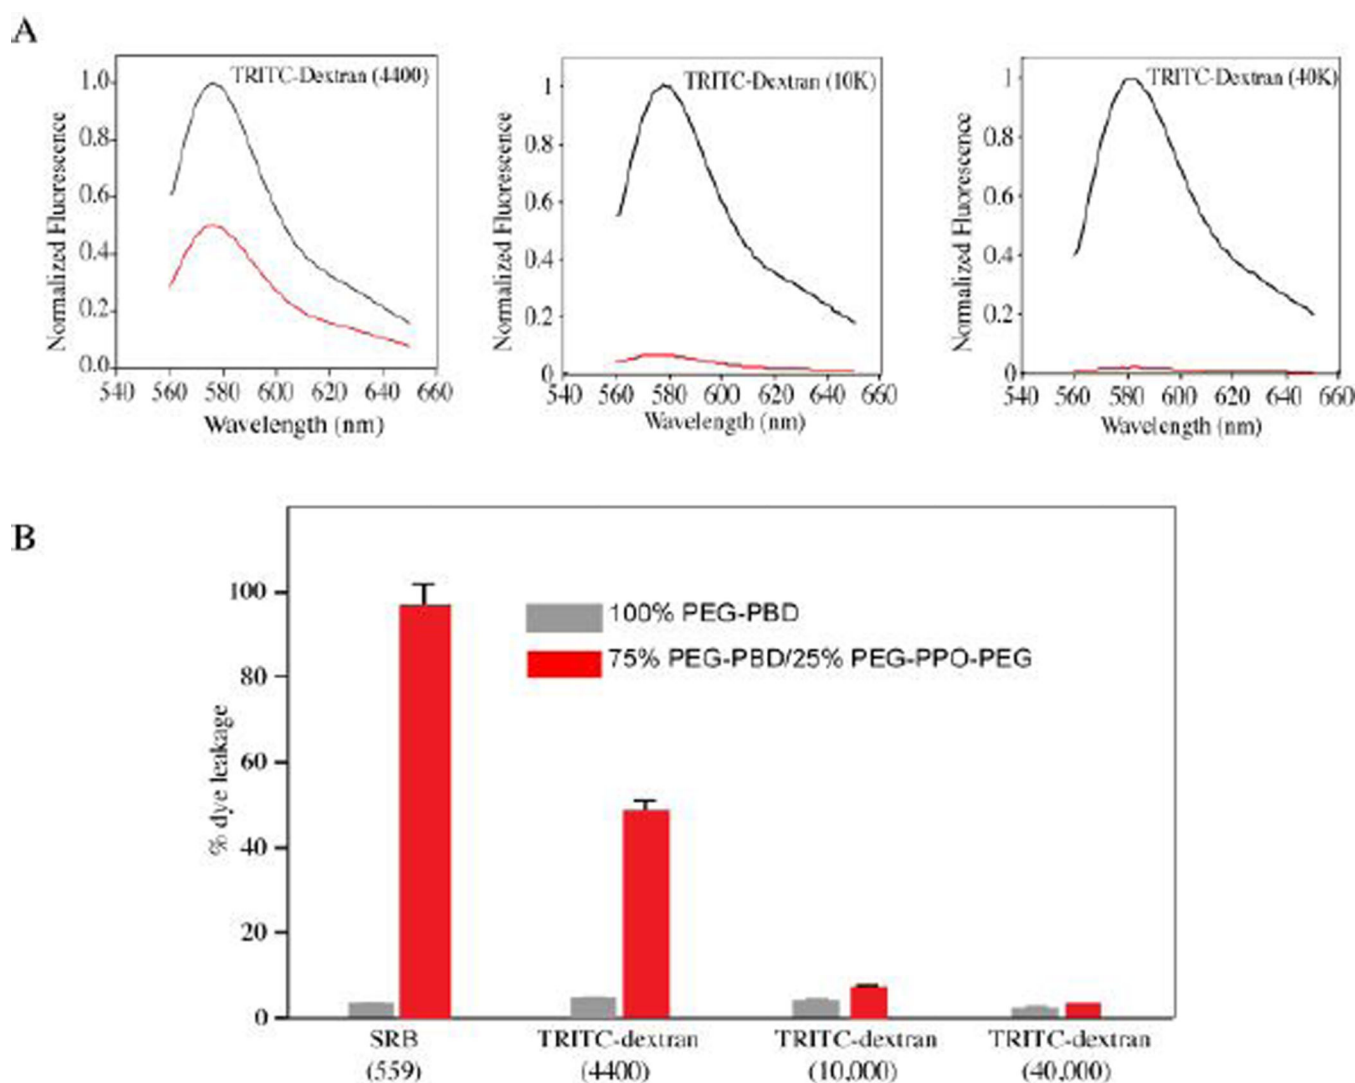 A
TRITC-Dextran (4400)
1.0
0.8
0.6
0.4
0.2
0.0
Normalized Fluorescence
540 560 580 600 620 640 660
Wavelength (nm)
TRITC-Dextran (10K)
1
0.8
0.6
0.4
0.2
0
Normalized Fluorescence
540 560 580 600 620 640 660
Wavelength (nm)
TRITC-Dextran (40K)
1
0.8
0.6
0.4
0.2
0
Normalized Fluorescence
540 560 580 600 620 640 660
Wavelength (nm)
B
100
80
60
40
20
0
% dye leakage
100% PEG-PBD
75% PEG-PBD/25% PEG-PPO-PEG
SRB TRITC-dextran TRITC-dextran TRITC-dextran
(559) (4400) (10,000) (40,000)